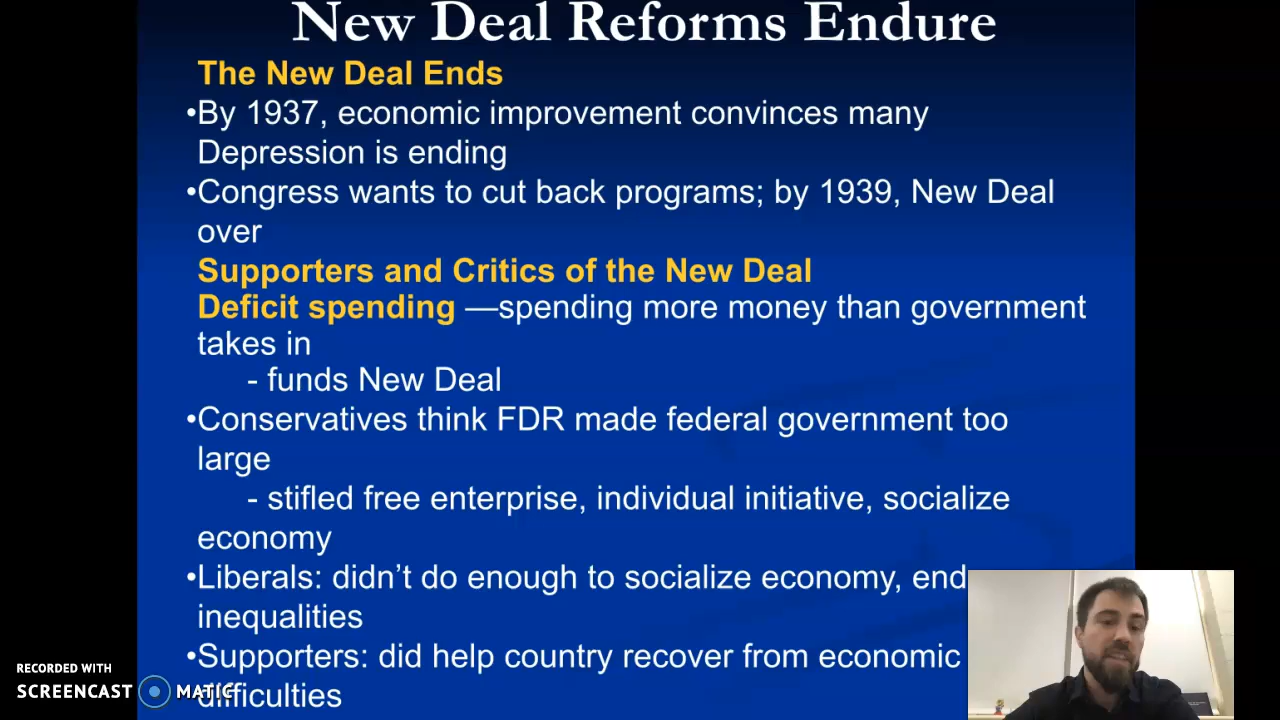 New Deal Reforms Endure
The New Deal Ends
•By 1937, economic improvement convinces many
Depression is ending
•Congress wants to cut back programs; by 1939, New Deal
over
Supporters and Critics of the New Deal
Deficit spending —spending more money than government
takes in
- funds New Deal
•Conservatives think FDR made federal government too
large
- stifled free enterprise, individual initiative, socialize
economy
•Liberals: didn't do enough to socialize economy, end
inequalities
•Supporters: did help country recover from economic
difficulties
RECORDED WITH
SCREENCAST MATIC